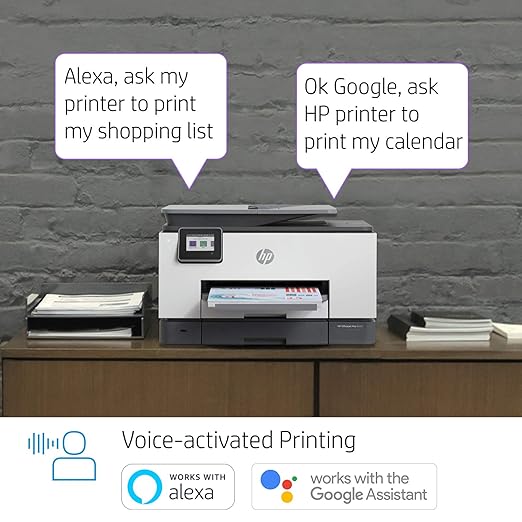 Alexa, ask my
printer to print
my shopping list
Ok Google, ask
HP printer to
print my calendar
hp
Voice-activated Printing
WORKS WITH
alexa
works with the
Google Assistant